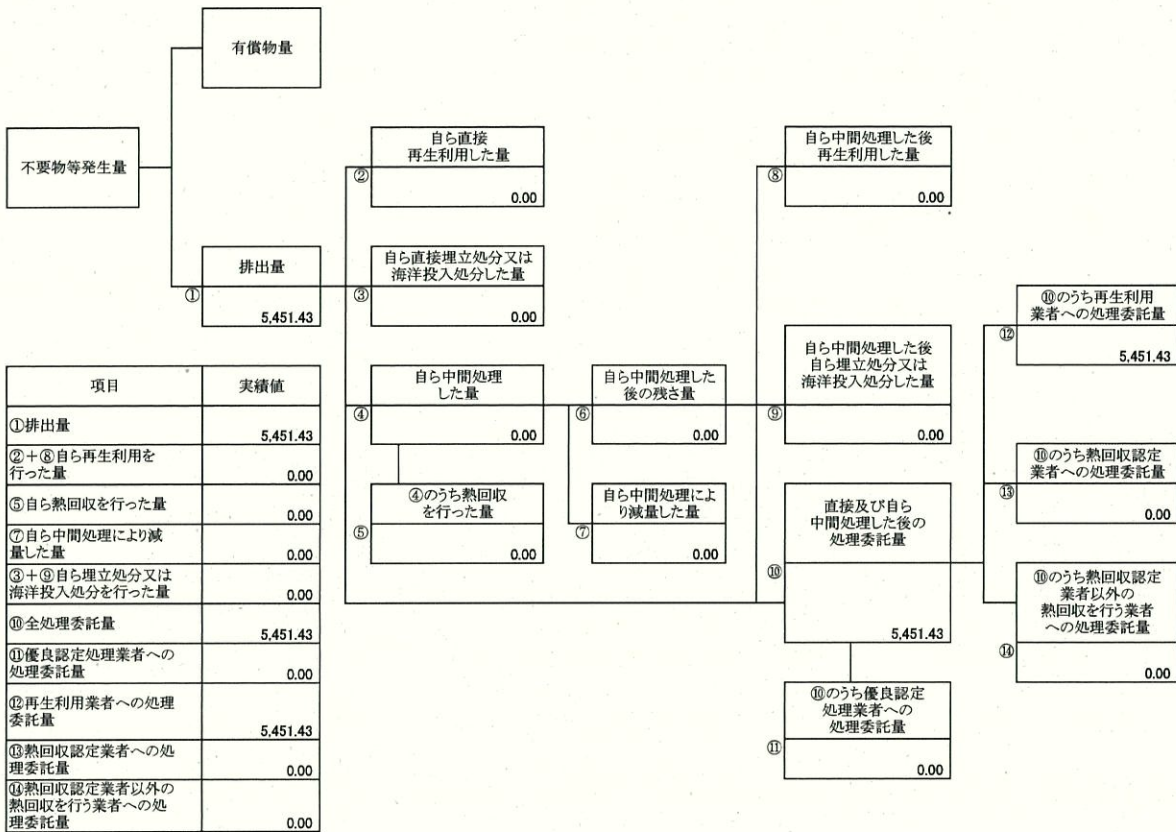 有償物量
不要物等発生量
自ら直接
再生利用した量
②
0.00
自ら中間処理した後
再生利用した量
⑧
0.00
排出量
①
5,451.43
自ら直接埋立処分又は
海洋投入処分した量
③
0.00
⑩のうち再生利用
業者への処理委託量
⑫
5,451.43
自ら中間処理
した量
④
0.00
自ら中間処理した
後の残さ量
⑥
0.00
自ら中間処理した後
自ら埋立処分又は
海洋投入処分した量
⑨
0.00
⑩のうち熱回収認定
業者への処理委託量
⑬
0.00
④のうち熱回収
を行った量
⑤
0.00
自ら中間処理によ
り減量した量
⑦
0.00
直接及び自ら
中間処理した後の
処理委託量
⑩
5,451.43
⑩のうち熱回収認定
業者以外の
熱回収を行う業者
への処理委託量
⑭
0.00
⑩のうち優良認定
処理業者への
処理委託量
⑪
0.00
項目 実績値
①排出量 5,451.43
②+⑧自ら再生利用を
行った量 0.00
⑤自ら熱回収を行った量 0.00
⑦自ら中間処理により減
量した量 0.00
③+⑨自ら埋立処分又は
海洋投入処分を行った量 0.00
⑩全処理委託量 5,451.43
⑪優良認定処理業者への
処理委託量 0.00
⑫再生利用業者への処理
委託量 5,451.43
⑬熱回収認定業者への処
理委託量 0.00
⑭熱回収認定業者以外の
熱回収を行う業者への処
理委託量 0.00